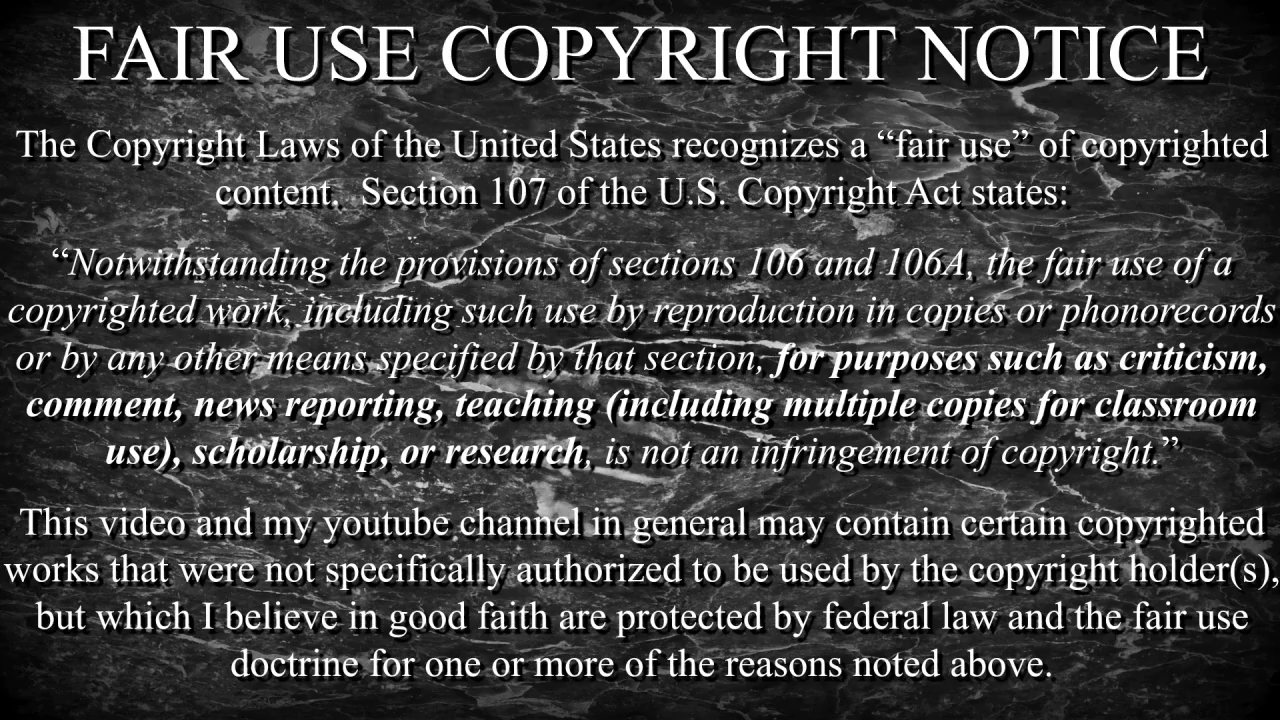 FAIR USE COPYRIGHT NOTICE
The Copyright Laws of the United States recognizes a “fair use” of copyrighted
content.  Section 107 of the U.S. Copyright Act states:
“Notwithstanding the provisions of sections 106 and 106A, the fair use of a
copyrighted work, including such use by reproduction in copies or phonorecords
or by any other means specified by that section, for purposes such as criticism,
comment, news reporting, teaching (including multiple copies for classroom
use), scholarship, or research, is not an infringement of copyright.”
This video and my youtube channel in general may contain certain copyrighted
works that were not specifically authorized to be used by the copyright holder(s),
but which I believe in good faith are protected by federal law and the fair use
doctrine for one or more of the reasons noted above.